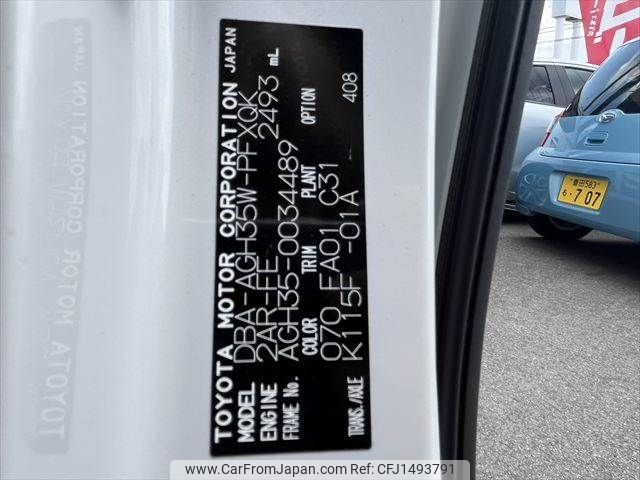 TOYOTA MOTOR CORPORATION JAPAN
MODEL DBA-AGH35W-PFXQK
ENGINE 2AR-FE 2493 mL
FRAME No. AGH35-0034489
COLOR TRIM PLANT OPTION
070 FA01 C31 408
TRANS./AXLE K115F -01A
707
www.CarFromJapan.com - CFJ1493791